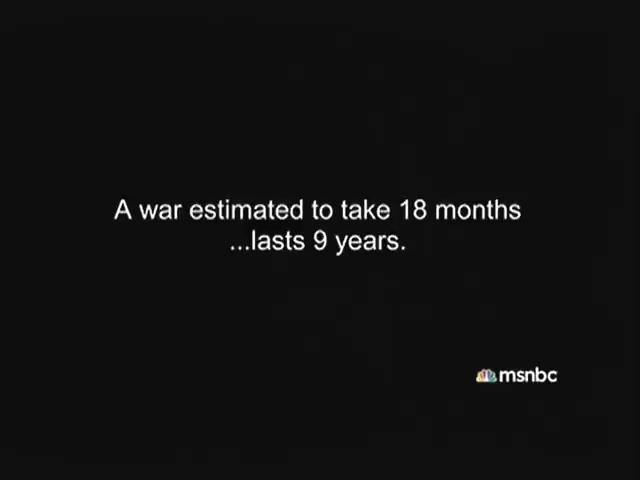 A war estimated to take 18 months
...lasts 9 years.
msnbc